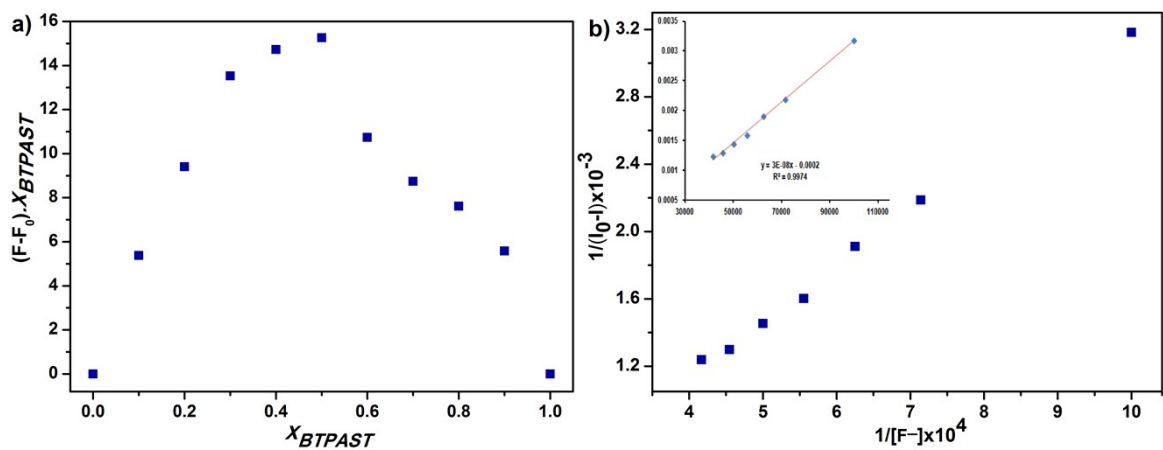 a)
16
14
12
10
8
6
4
2
0
(F-F₀).X_BTPAST
0.0 0.2 0.4 0.6 0.8 1.0
X_BTPAST
b)
3.2
2.8
2.4
2.0
1.6
1.2
1/(I₀-I)x10⁻³
4 5 6 7 8 9 10
1/[F–]x10⁴
0.0035
0.003
0.0025
0.002
0.0015
0.001
0.0005
30000 50000 70000 90000 110000
y = 3E-08x - 0.0002
R² = 0.9974